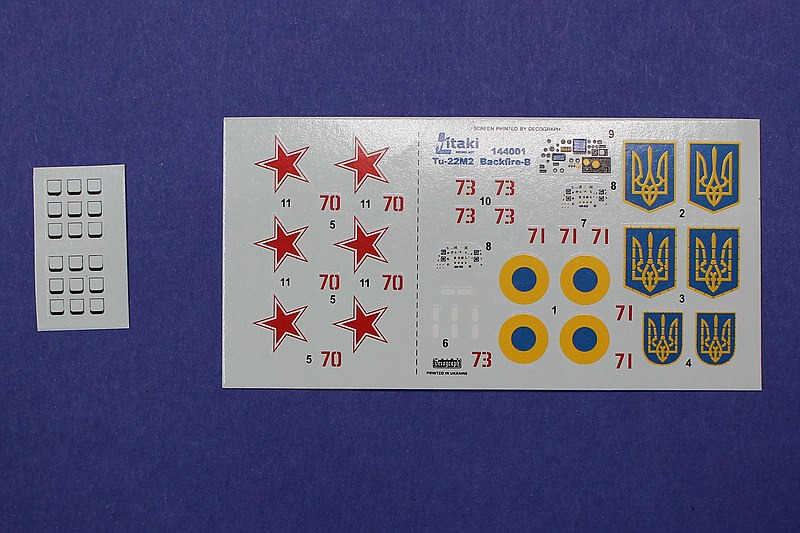 SCREEN PRINTED BY DECOGRAPH
Litaki
144001
Tu-22M2 Backfire-B
9
11 70 11 70
5
73 73
10
73 73
8
7
2
71 71 71
8
11 70 11 70
5
3
1
71
6
5 70
73
71
4
PRINTED IN UKRAINE